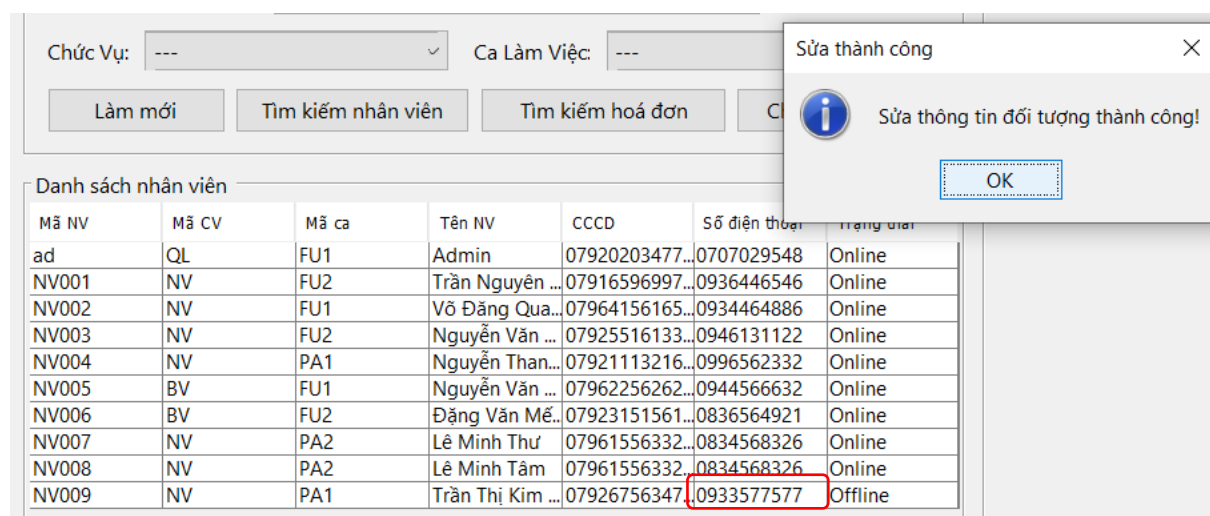 Chức Vụ: --- Ca Làm Việc: ---
Sửa thành công
Sửa thông tin đối tượng thành công!
OK
Làm mới Tìm kiếm nhân viên Tìm kiếm hoá đơn
Danh sách nhân viên
Mã NV Mã CV Mã ca Tên NV CCCD Số điện thoại Trạng thái
ad QL FU1 Admin 07920203477... 0707029548 Online
NV001 NV FU2 Trần Nguyên ... 07916596997... 0936446546 Online
NV002 NV FU1 Võ Đăng Qua... 07964156165... 0934464886 Online
NV003 NV FU2 Nguyễn Văn ... 07925516133... 0946131122 Online
NV004 NV PA1 Nguyễn Than... 07921113216... 0996562332 Online
NV005 BV FU1 Nguyễn Văn ... 07962256262... 0944566632 Online
NV006 BV FU2 Đặng Văn Mế... 07923151561... 0836564921 Online
NV007 NV PA2 Lê Minh Thư 07961556332... 0834568326 Online
NV008 NV PA2 Lê Minh Tâm 07961556332... 0834568326 Online
NV009 NV PA1 Trần Thị Kim ... 07926756347... 0933577577 Offline